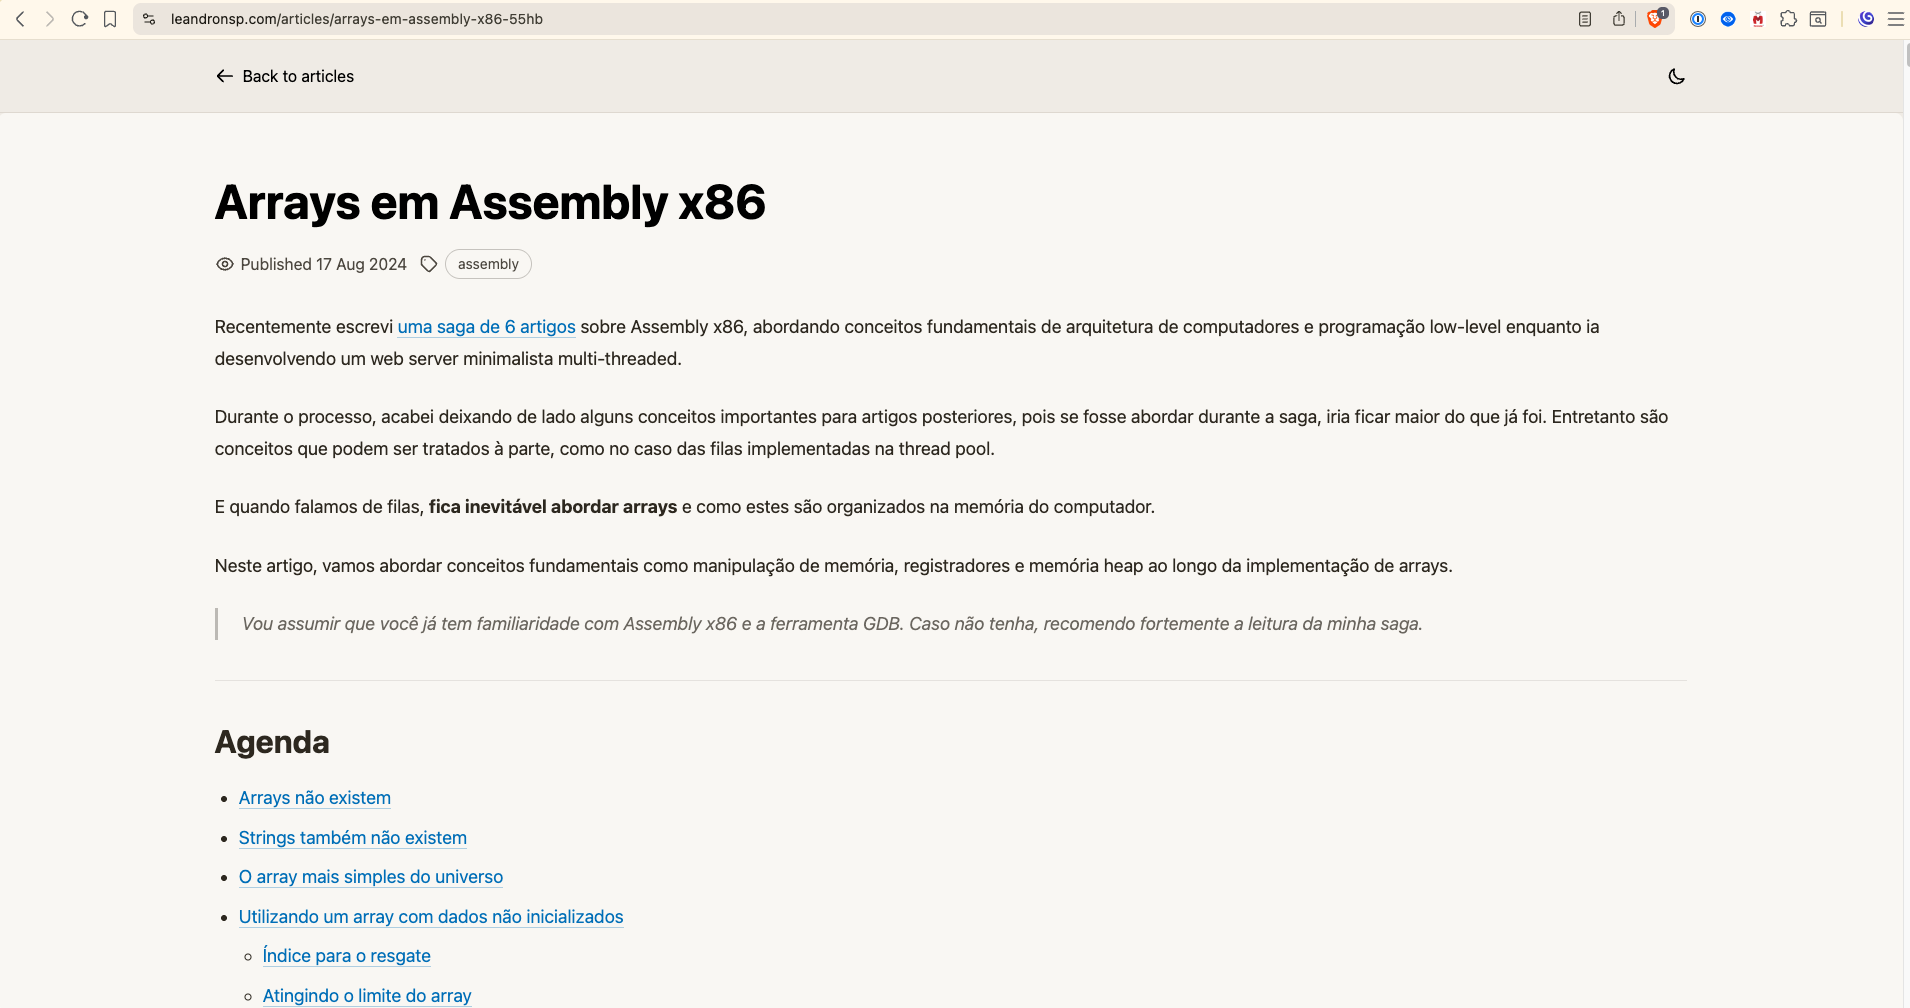 leandronsp.com/articles/arrays-em-assembly-x86-55hb
1
Back to articles
Arrays em Assembly x86
Published 17 Aug 2024 assembly
Recentemente escrevi uma saga de 6 artigos sobre Assembly x86, abordando conceitos fundamentais de arquitetura de computadores e programação low-level enquanto ia
desenvolvendo um web server minimalista multi-threaded.
Durante o processo, acabei deixando de lado alguns conceitos importantes para artigos posteriores, pois se fosse abordar durante a saga, iria ficar maior do que já foi. Entretanto são
conceitos que podem ser tratados à parte, como no caso das filas implementadas na thread pool.
E quando falamos de filas, fica inevitável abordar arrays e como estes são organizados na memória do computador.
Neste artigo, vamos abordar conceitos fundamentais como manipulação de memória, registradores e memória heap ao longo da implementação de arrays.
Vou assumir que você já tem familiaridade com Assembly x86 e a ferramenta GDB. Caso não tenha, recomendo fortemente a leitura da minha saga.
Agenda
Arrays não existem
Strings também não existem
O array mais simples do universo
Utilizando um array com dados não inicializados
Índice para o resgate
Atingindo o limite do array